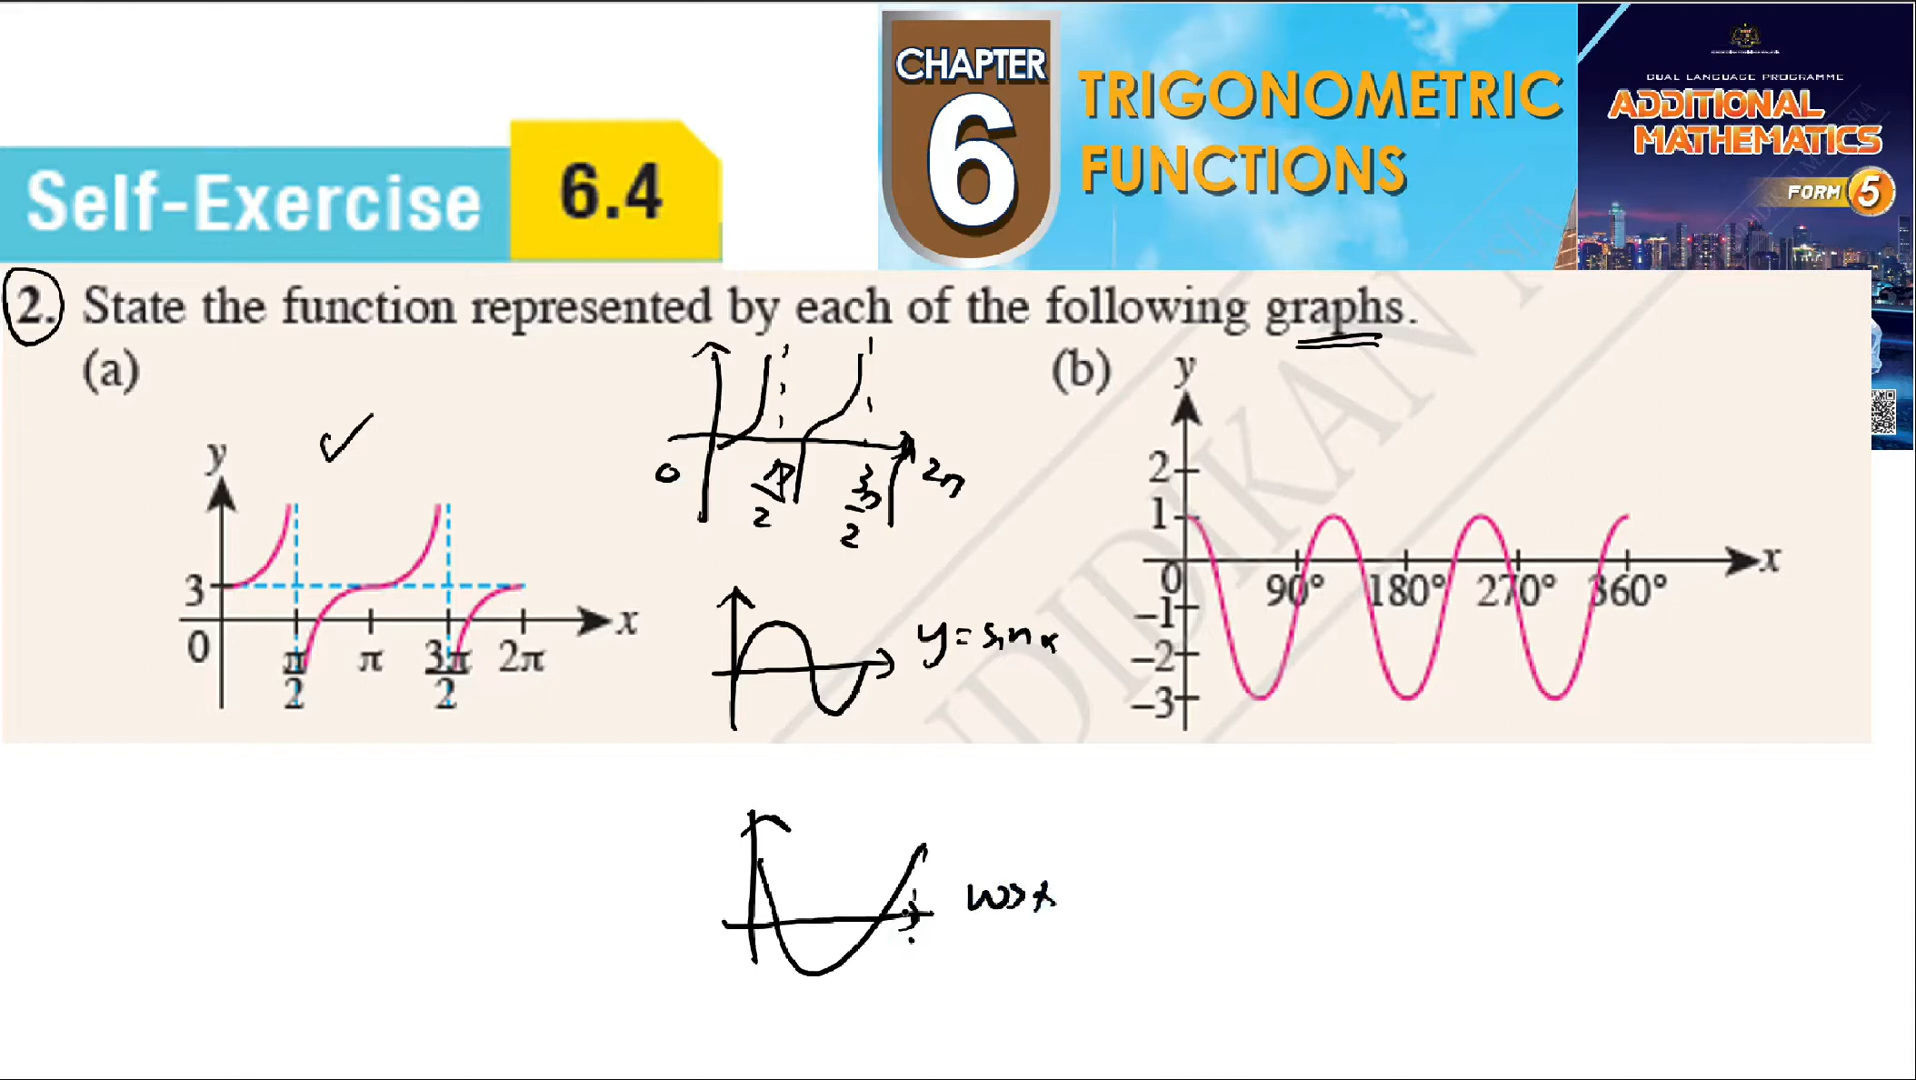 CHAPTER
6
TRIGONOMETRIC
FUNCTIONS
DUAL LANGUAGE PROGRAMME
ADDITIONAL
MATHEMATICS
FORM 5
Self-Exercise 6.4
2. State the function represented by each of the following graphs.
(a)
y
3
0
π/2 π 3π/2 2π
x
0
π/2
3π/2
2π
y = sin x
cos x
(b)
y
2
1
0
90° 180° 270° 360°
x
-1
-2
-3
PENDIDIKAN